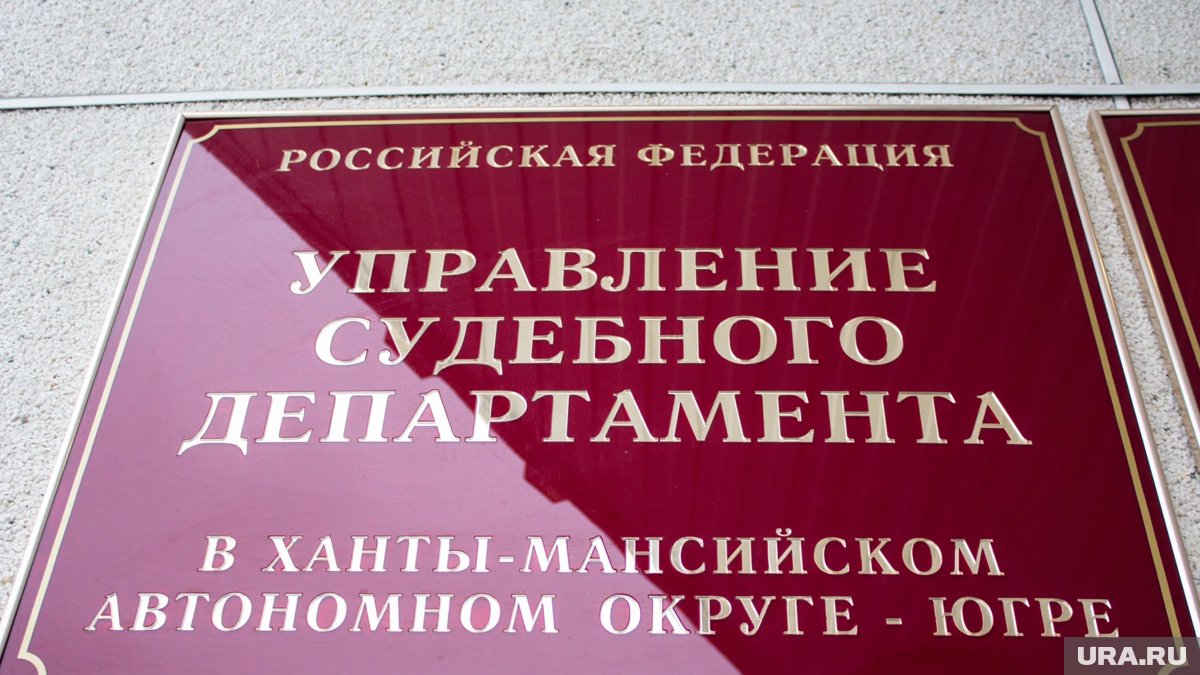 РОССИЙСКАЯ ФЕДЕРАЦИЯ
УПРАВЛЕНИЕ
СУДЕБНОГО
ДЕПАРТАМЕНТА
В ХАНТЫ-МАНСИЙСКОМ
АВТОНОМНОМ ОКРУГЕ - ЮГРЕ
URA.RU